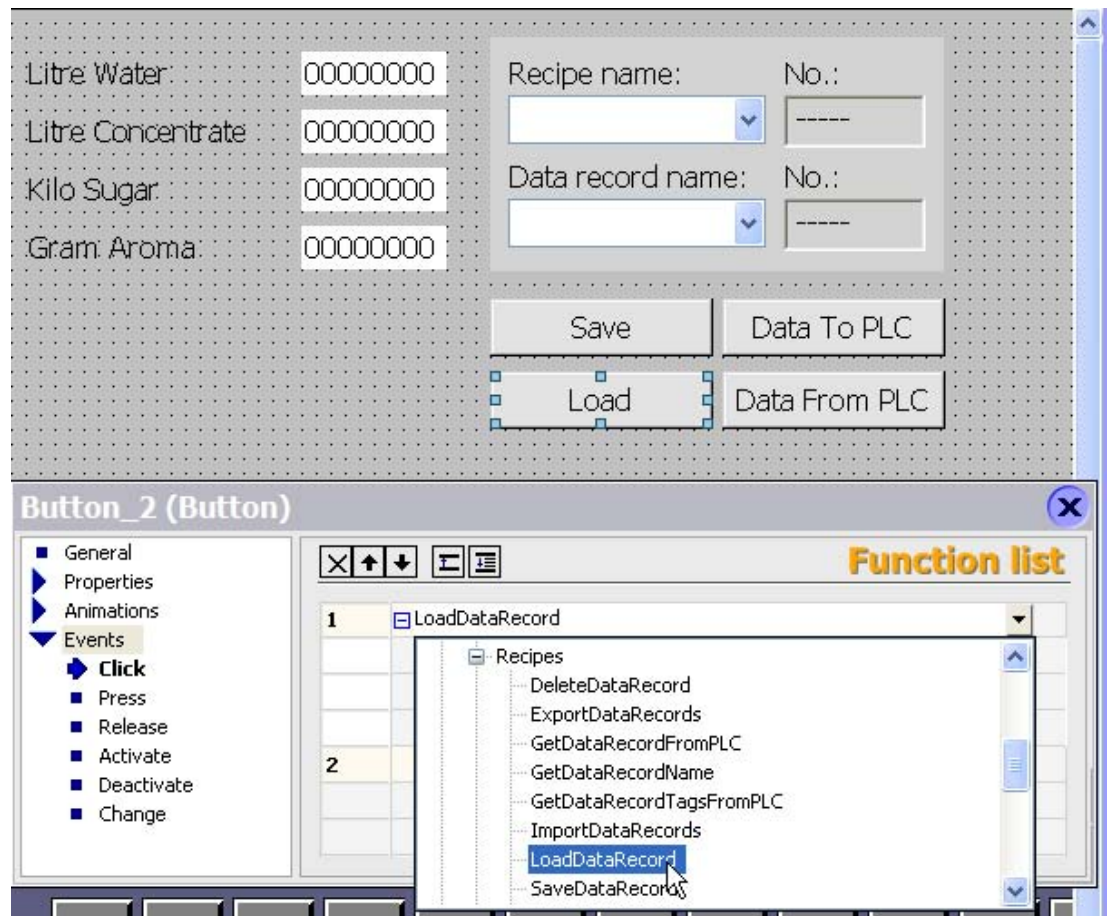 Litre Water:
00000000
Litre Concentrate
00000000
Kilo Sugar:
00000000
Gram Aroma:
00000000
Recipe name:
No.:
-----
Data record name:
No.:
-----
Save
Data To PLC
Load
Data From PLC
Button_2 (Button)
General
Properties
Animations
Events
Click
Press
Release
Activate
Deactivate
Change
Function list
1
LoadDataRecord
Recipes
DeleteDataRecord
ExportDataRecords
GetDataRecordFromPLC
GetDataRecordName
GetDataRecordTagsFromPLC
ImportDataRecords
LoadDataRecord
SaveDataRecord
2